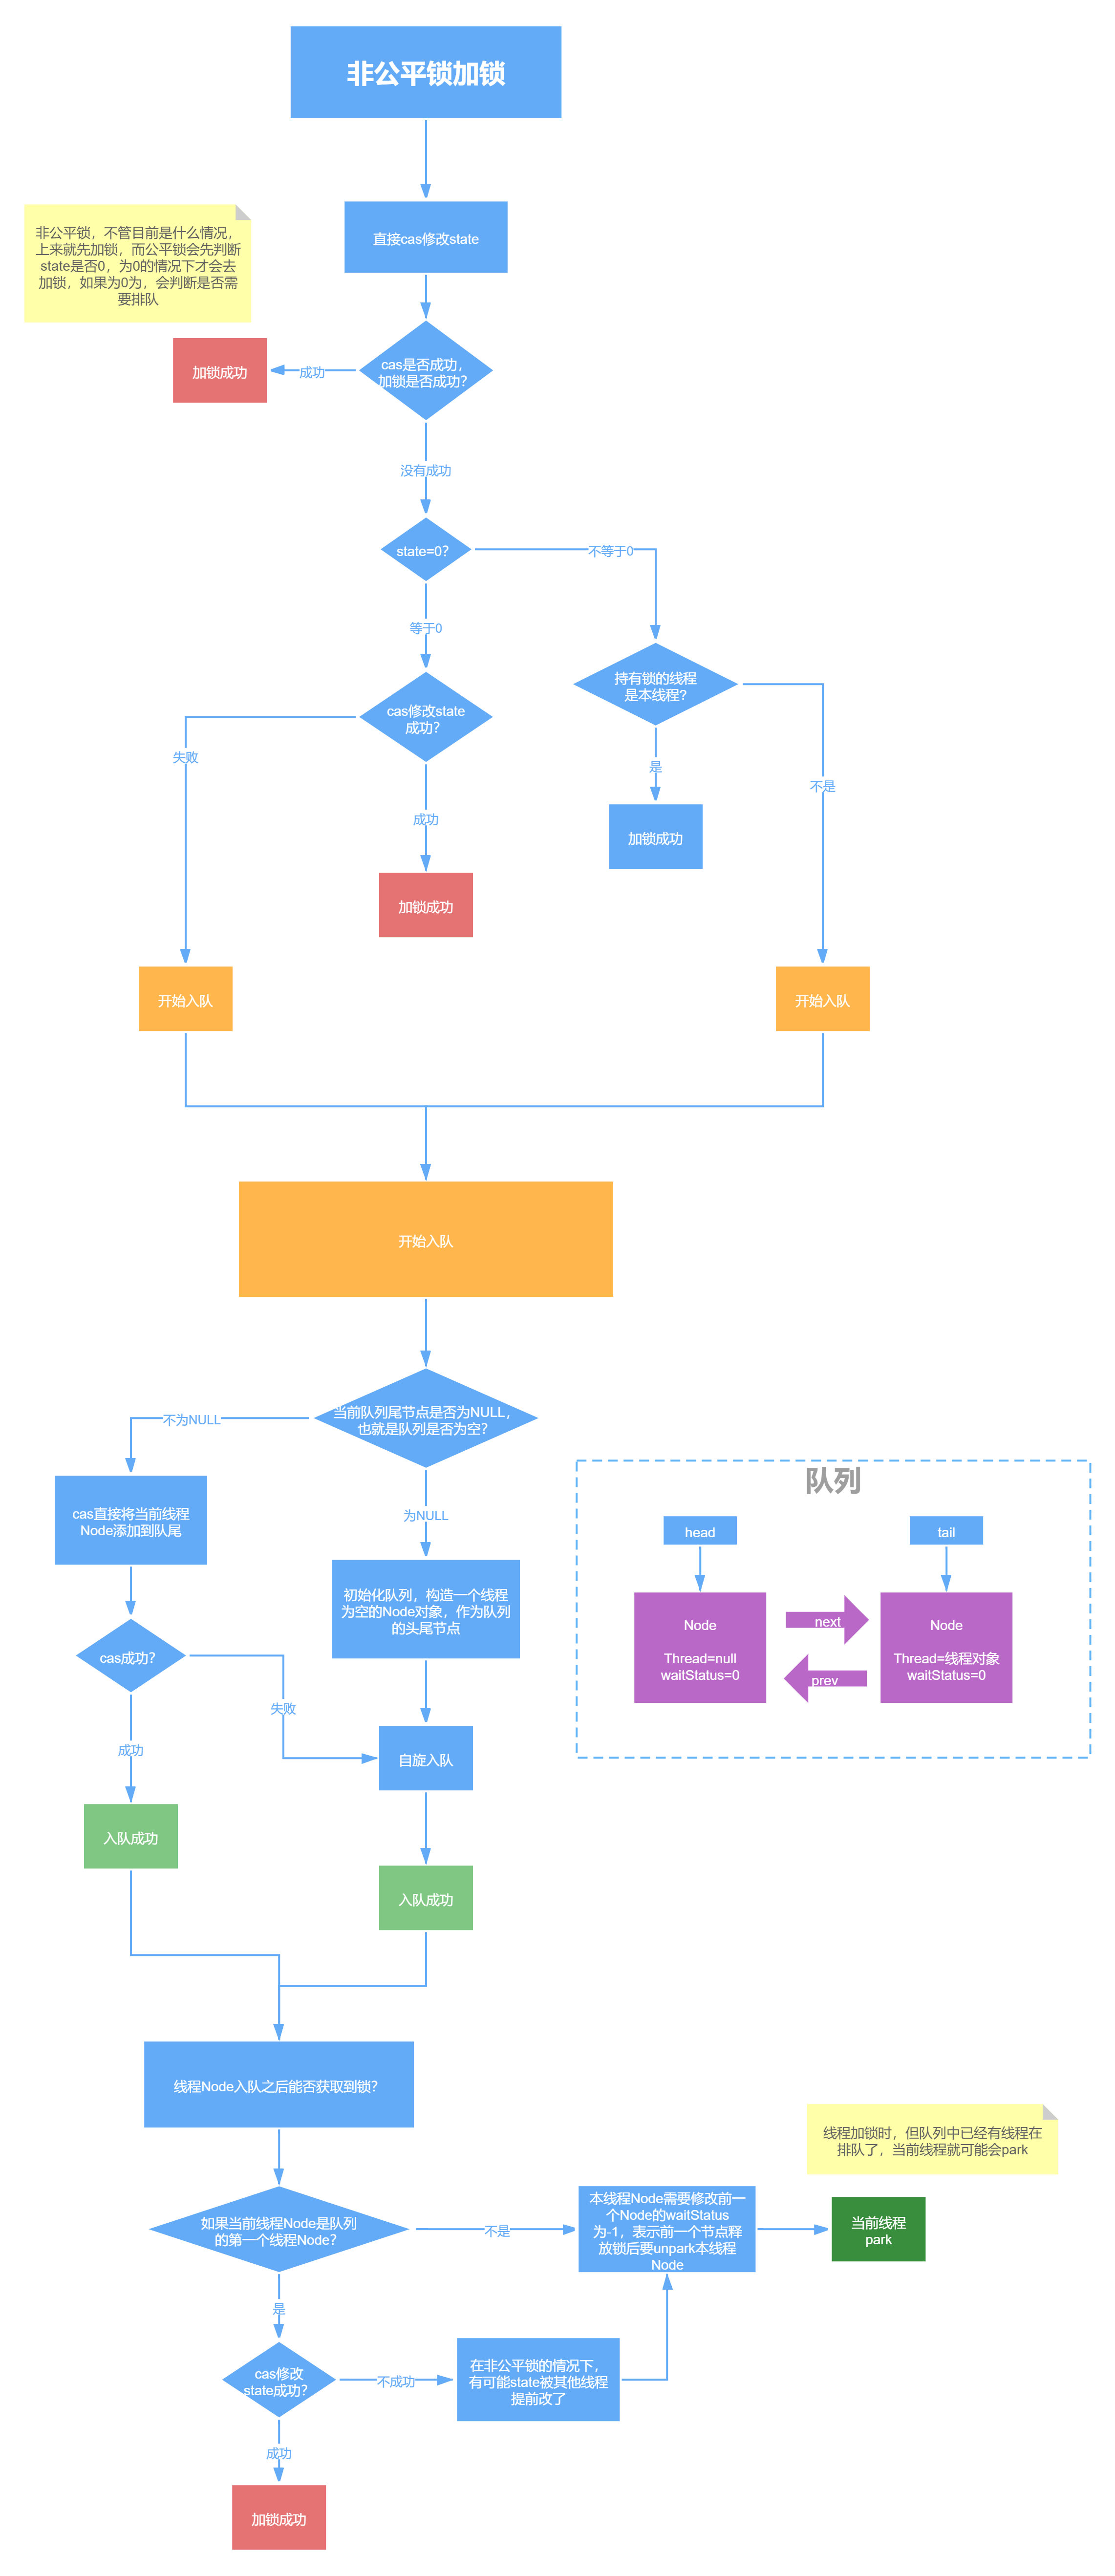 非公平锁加锁
直接cas修改state
非公平锁，不管目前是什么情况，
上来就先加锁，而公平锁会先判断
state是否0，为0的情况下才会去
加锁，如果为0为，会判断是否需
要排队
cas是否成功，
加锁是否成功？
成功
加锁成功
没有成功
state=0？
不等于0
等于0
持有锁的线程
是本线程？
cas修改state
成功？
失败
是
不是
成功
加锁成功
加锁成功
开始入队
开始入队
开始入队
当前队列尾节点是否为NULL，
也就是队列是否为空？
不为NULL
为NULL
cas直接将当前线程
Node添加到队尾
初始化队列，构造一个线程
为空的Node对象，作为队列
的头尾节点
队列
head
tail
Node
Thread=null
waitStatus=0
next
prev
Node
Thread=线程对象
waitStatus=0
cas成功？
失败
成功
自旋入队
入队成功
入队成功
线程Node入队之后能否获取到锁？
线程加锁时，但队列中已经有线程在
排队了，当前线程就可能会park
如果当前线程Node是队列
的第一个线程Node？
不是
本线程Node需要修改前一
个Node的waitStatus
为-1，表示前一个节点释
放锁后要unpark本线程
Node
当前线程
park
是
cas修改
state成功？
不成功
在非公平锁的情况下，
有可能state被其他线程
提前改了
成功
加锁成功